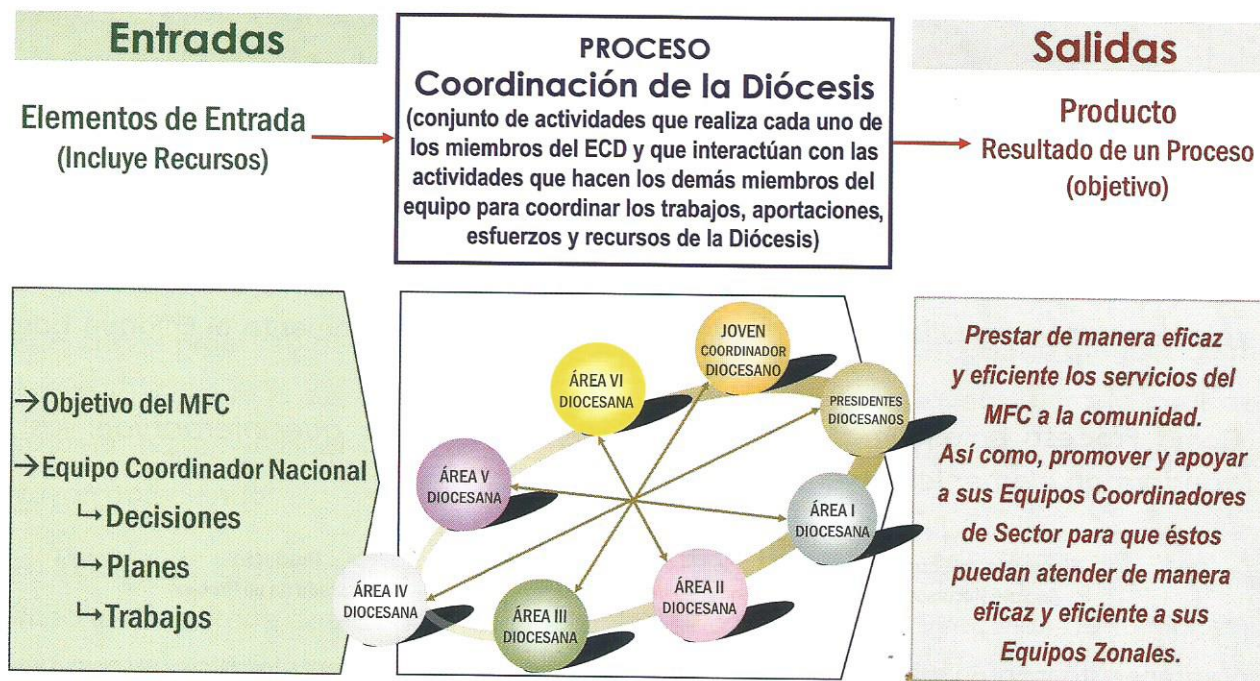 Entradas
Elementos de Entrada
(Incluye Recursos)
PROCESO
Coordinación de la Diócesis
(conjunto de actividades que realiza cada uno de
los miembros del ECD y que interactúan con las
actividades que hacen los demás miembros del
equipo para coordinar los trabajos, aportaciones,
esfuerzos y recursos de la Diócesis)
Salidas
Producto
Resultado de un Proceso
(objetivo)
→Objetivo del MFC
→Equipo Coordinador Nacional
↳Decisiones
↳Planes
↳Trabajos
JOVEN
COORDINADOR
DIOCESANO
PRESIDENTES
DIOCESANOS
ÁREA I
DIOCESANA
ÁREA II
DIOCESANA
ÁREA III
DIOCESANA
ÁREA IV
DIOCESANA
ÁREA V
DIOCESANA
ÁREA VI
DIOCESANA
Prestar de manera eficaz
y eficiente los servicios del
MFC a la comunidad.
Así como, promover y apoyar
a sus Equipos Coordinadores
de Sector para que éstos
puedan atender de manera
eficaz y eficiente a sus
Equipos Zonales.